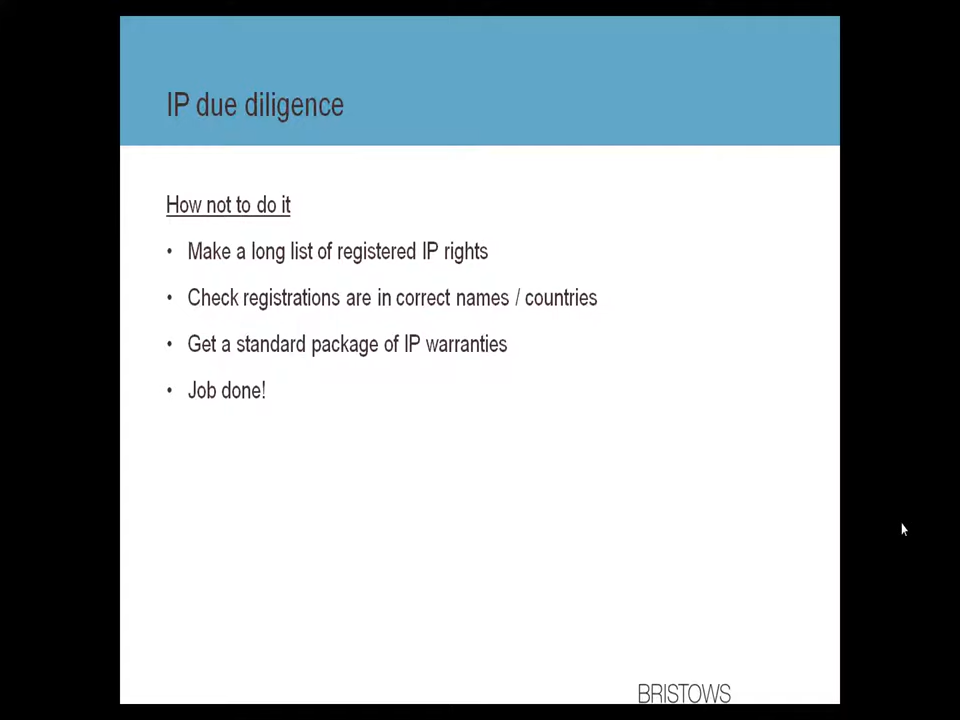 IP due diligence
How not to do it
• Make a long list of registered IP rights
• Check registrations are in correct names / countries
• Get a standard package of IP warranties
• Job done!
BRISTOWS